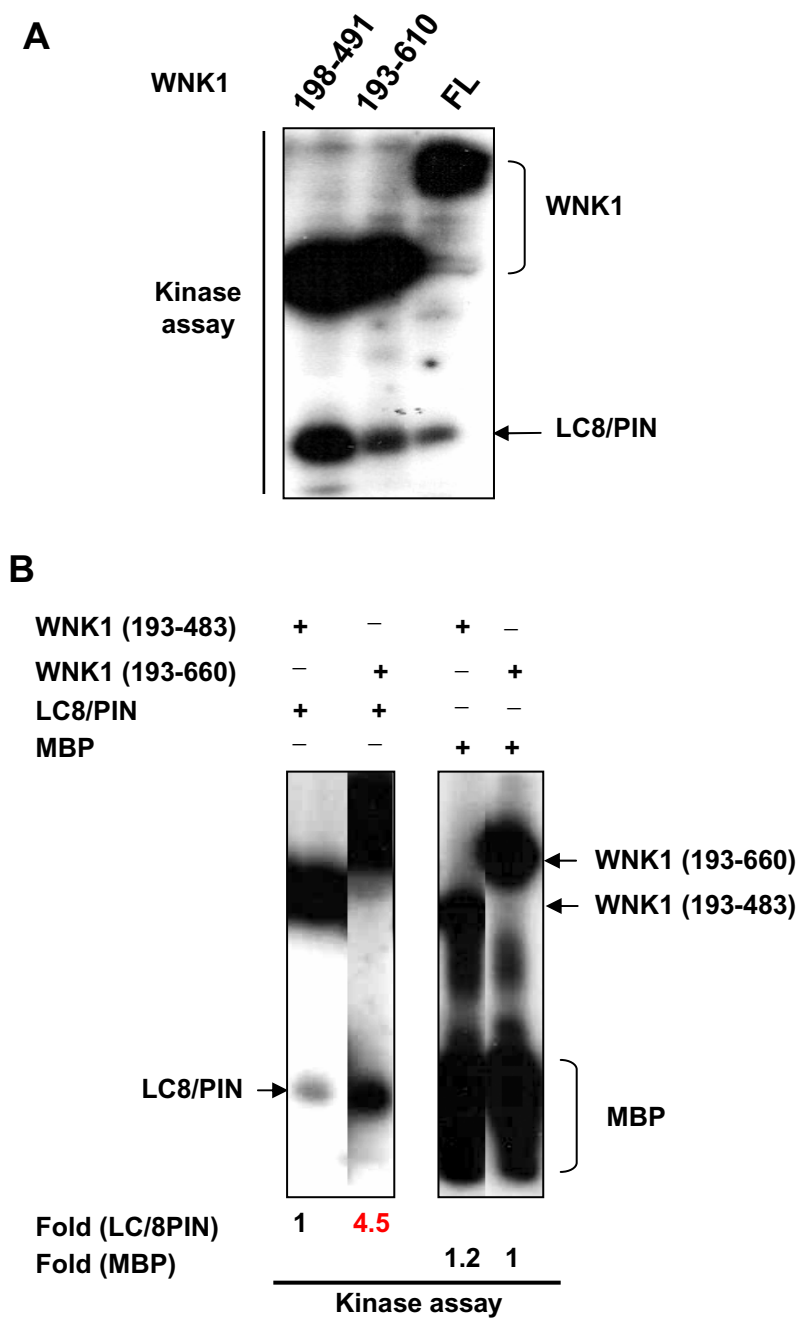 A
WNK1 198-491 193-610 FL
WNK1
Kinase
assay
LC8/PIN
B
WNK1 (193-483) + – + –
WNK1 (193-660) – + – +
LC8/PIN + + – –
MBP – – + +
WNK1 (193-660)
WNK1 (193-483)
LC8/PIN
MBP
Fold (LC/8PIN) 1 4.5
Fold (MBP) 1.2 1
Kinase assay